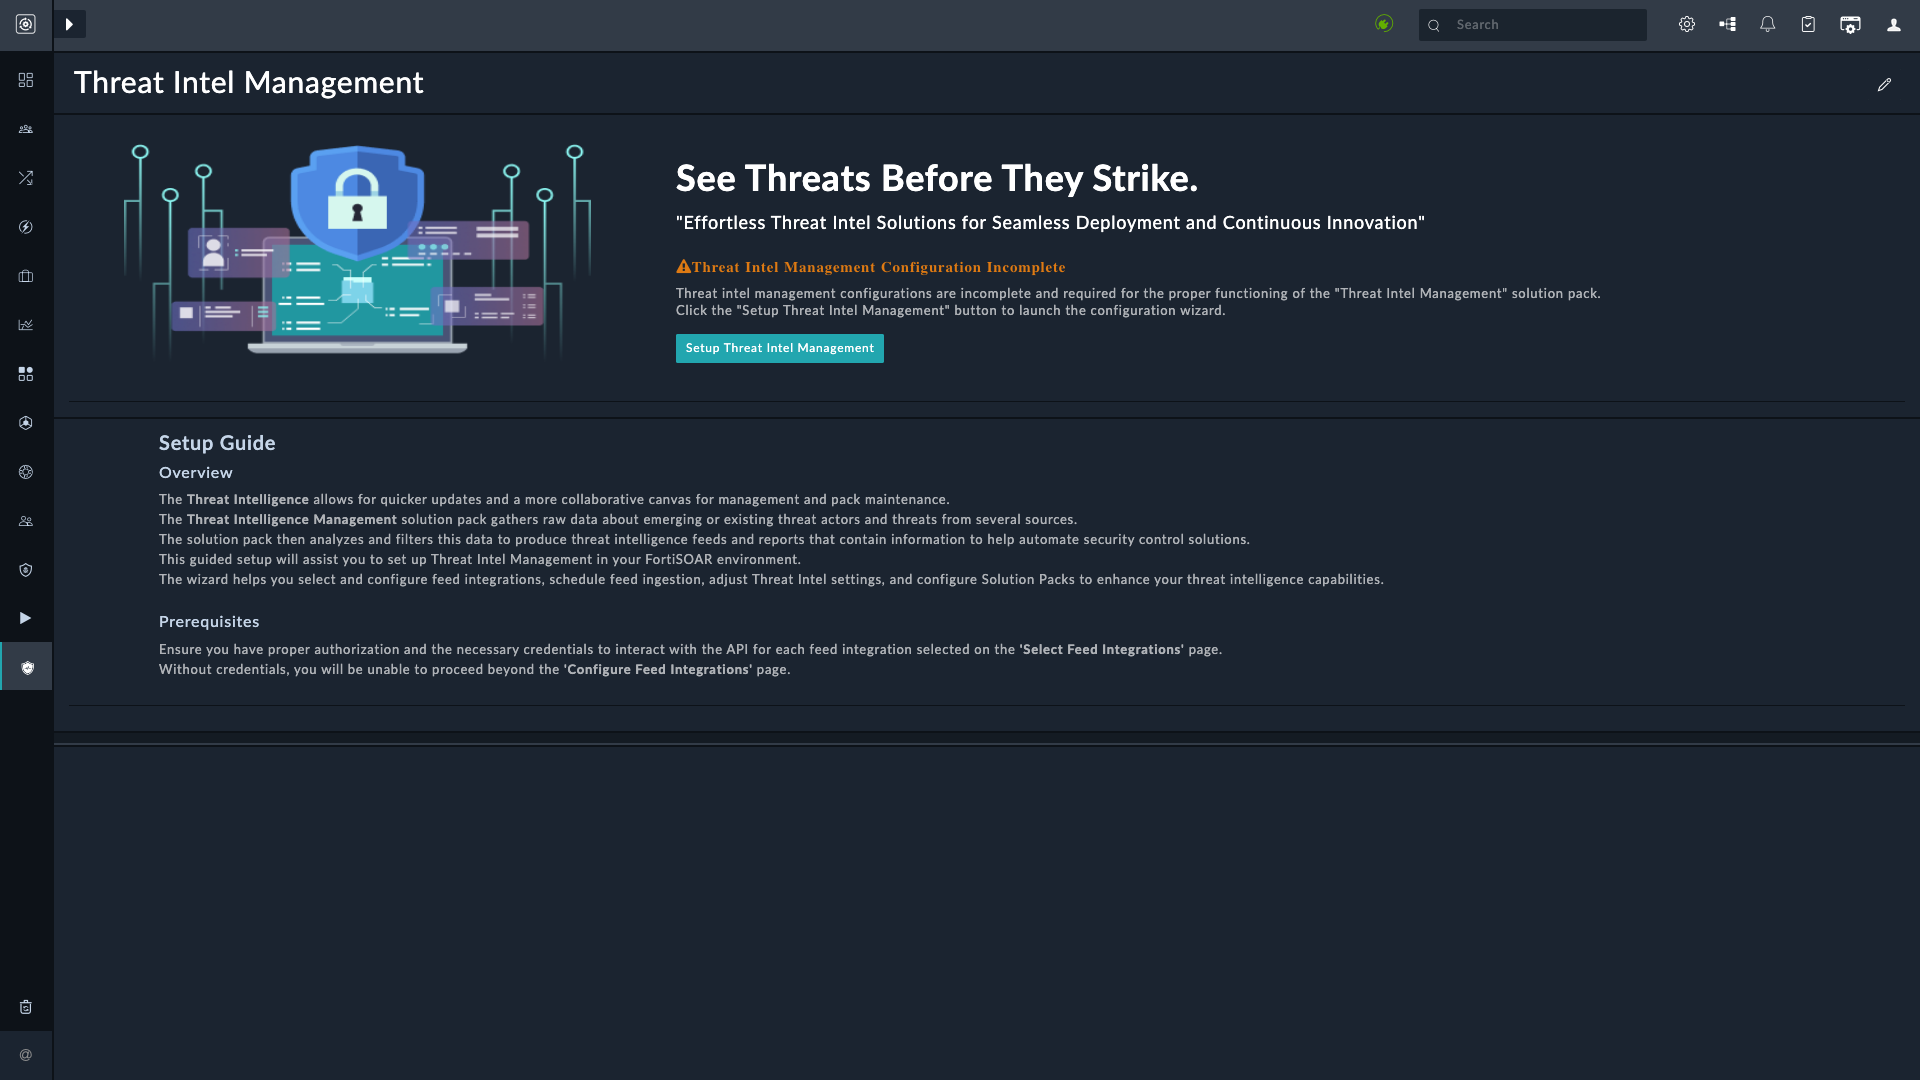 Search
Threat Intel Management
See Threats Before They Strike.
"Effortless Threat Intel Solutions for Seamless Deployment and Continuous Innovation"
Threat Intel Management Configuration Incomplete
Threat intel management configurations are incomplete and required for the proper functioning of the "Threat Intel Management" solution pack.
Click the "Setup Threat Intel Management" button to launch the configuration wizard.
Setup Threat Intel Management
Setup Guide
Overview
The Threat Intelligence allows for quicker updates and a more collaborative canvas for management and pack maintenance.
The Threat Intelligence Management solution pack gathers raw data about emerging or existing threat actors and threats from several sources.
The solution pack then analyzes and filters this data to produce threat intelligence feeds and reports that contain information to help automate security control solutions.
This guided setup will assist you to set up Threat Intel Management in your FortiSOAR environment.
The wizard helps you select and configure feed integrations, schedule feed ingestion, adjust Threat Intel settings, and configure Solution Packs to enhance your threat intelligence capabilities.
Prerequisites
Ensure you have proper authorization and the necessary credentials to interact with the API for each feed integration selected on the 'Select Feed Integrations' page.
Without credentials, you will be unable to proceed beyond the 'Configure Feed Integrations' page.
@